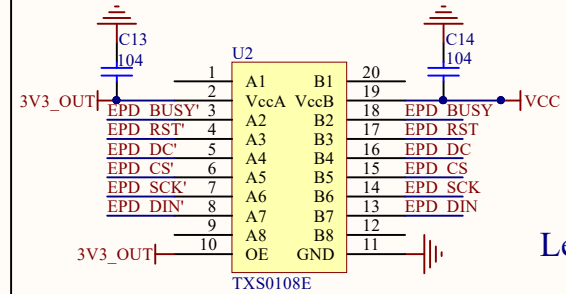 C13
104
C14
104
U2
1 A1 B1 20
3V3_OUT 2 VccA VccB 19 VCC
EPD_BUSY' 3 A2 B2 18 EPD_BUSY
EPD_RST' 4 A3 B3 17 EPD_RST
EPD_DC' 5 A4 B4 16 EPD_DC
EPD_CS' 6 A5 B5 15 EPD_CS
EPD_SCK' 7 A6 B6 14 EPD_SCK
EPD_DIN' 8 A7 B7 13 EPD_DIN
9 A8 B8 12
3V3_OUT 10 OE GND 11
TXS0108E
Le